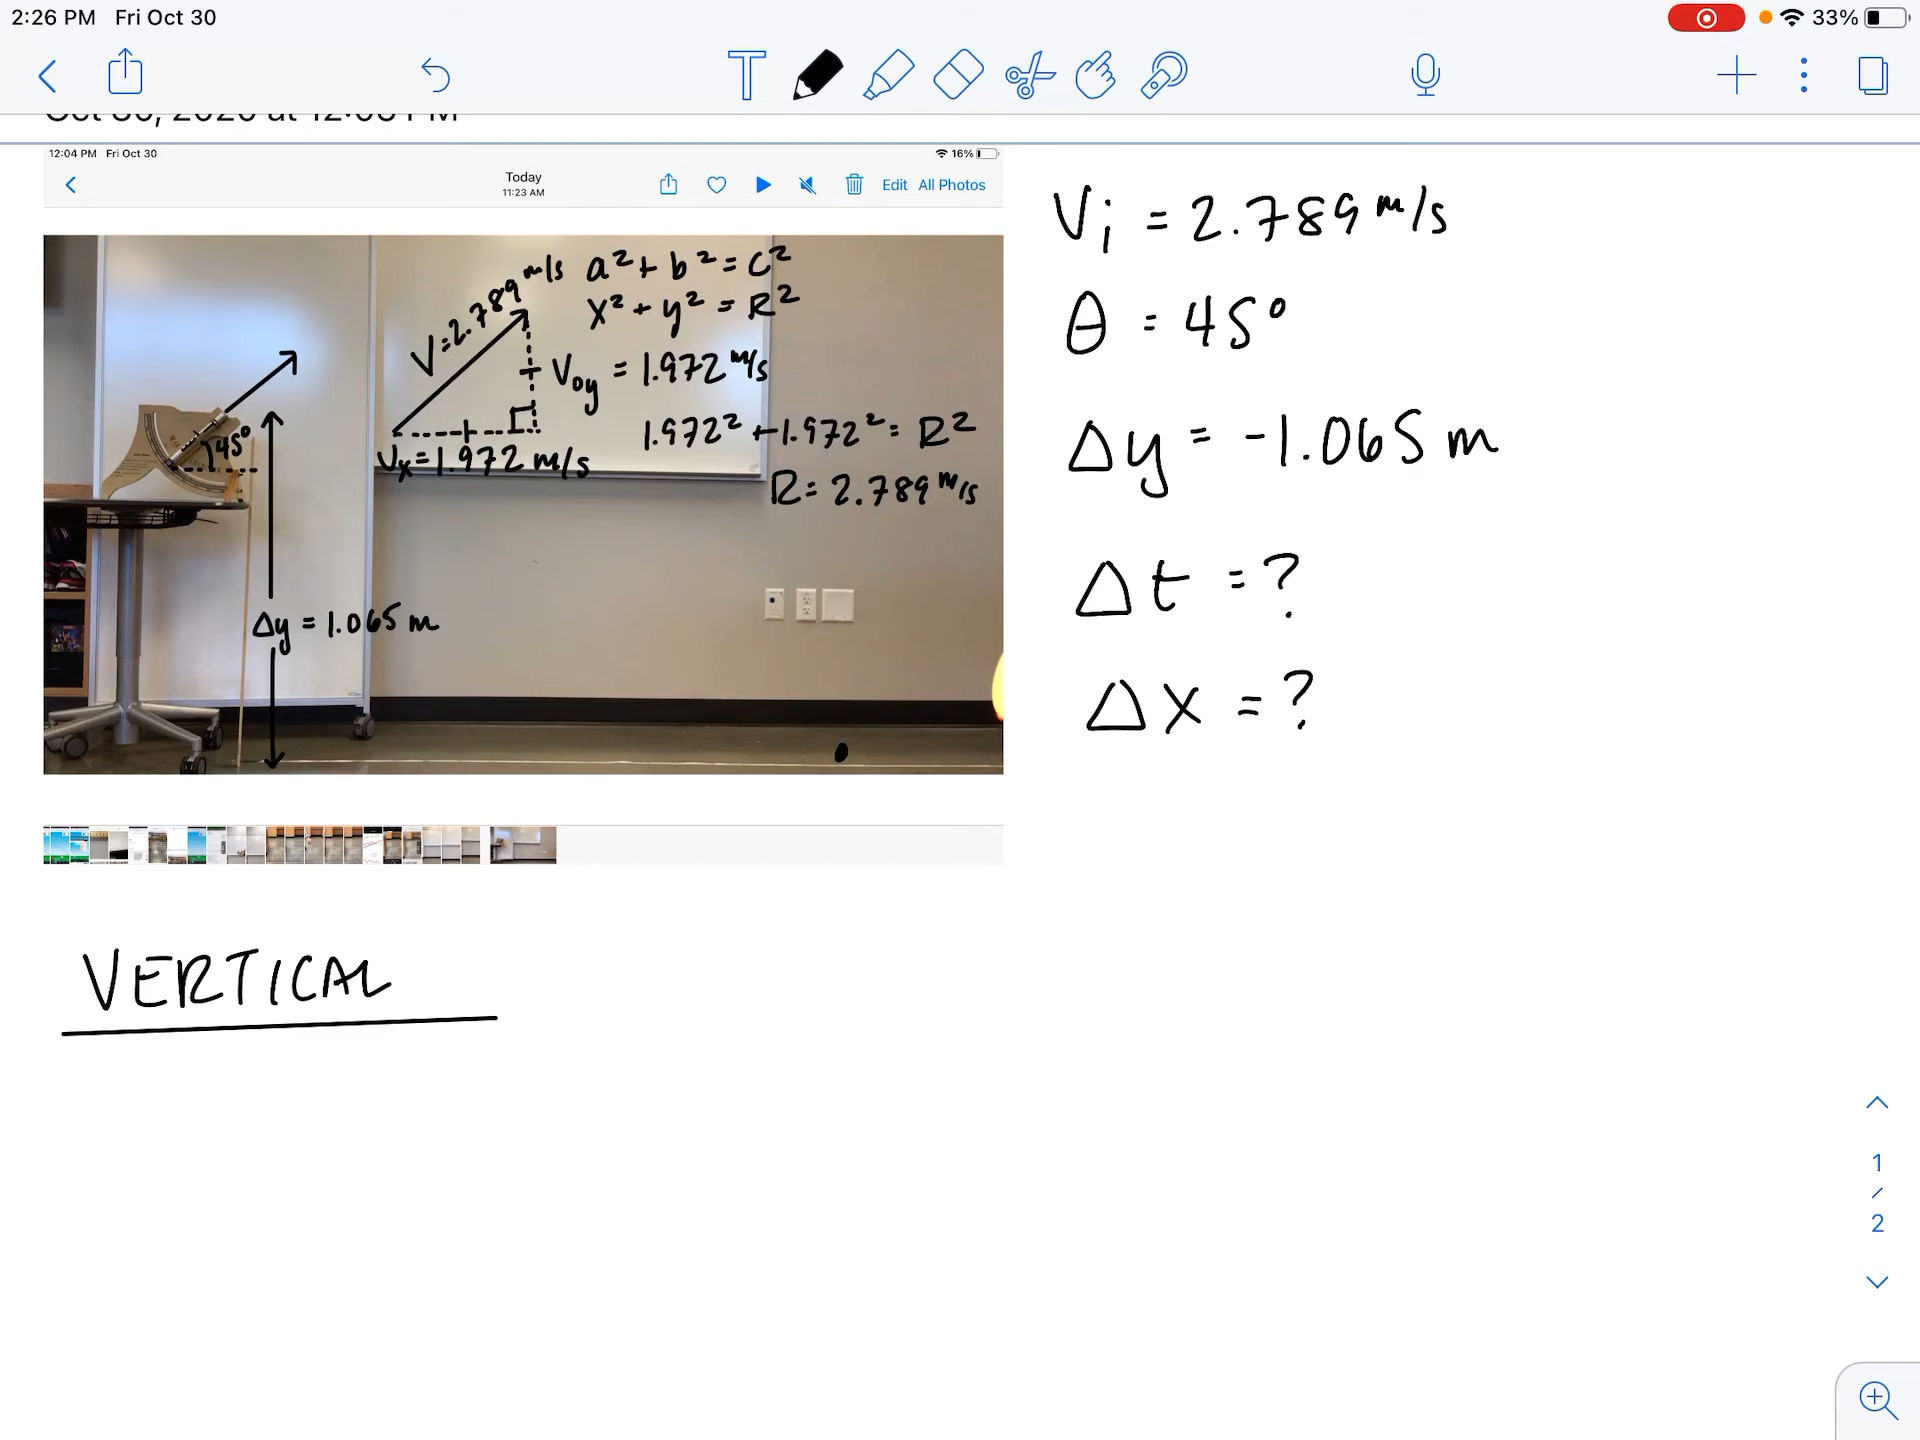 2:26 PM Fri Oct 30
33%
T
12:04 PM Fri Oct 30
16%
Today
11:23 AM
Edit All Photos
V=2.789 m/s
a² + b² = c²
x² + y² = R²
V₀y = 1.972 m/s
1.972² + 1.972² = R²
R = 2.789 m/s
Vx = 1.972 m/s
45°
Δy = 1.065 m
Vi = 2.789 m/s
θ = 45°
Δy = -1.065 m
Δt = ?
Δx = ?
VERTICAL
1
/
2